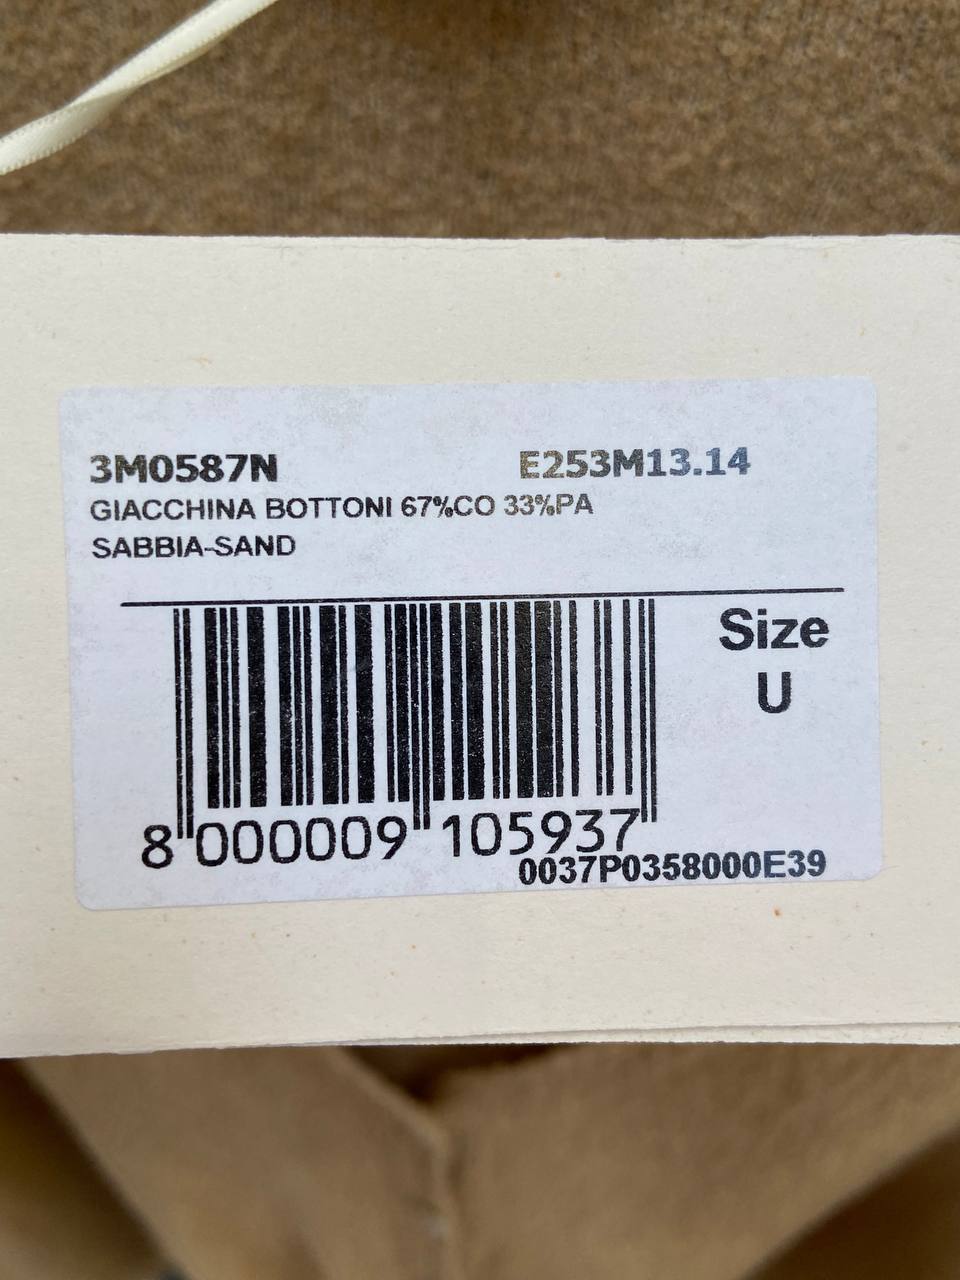 3M0587N E253M13.14
GIACCHINA BOTTONI 67%CO 33%PA
SABBIA-SAND
Size
U
8 000009 105937
0037P0358000E39